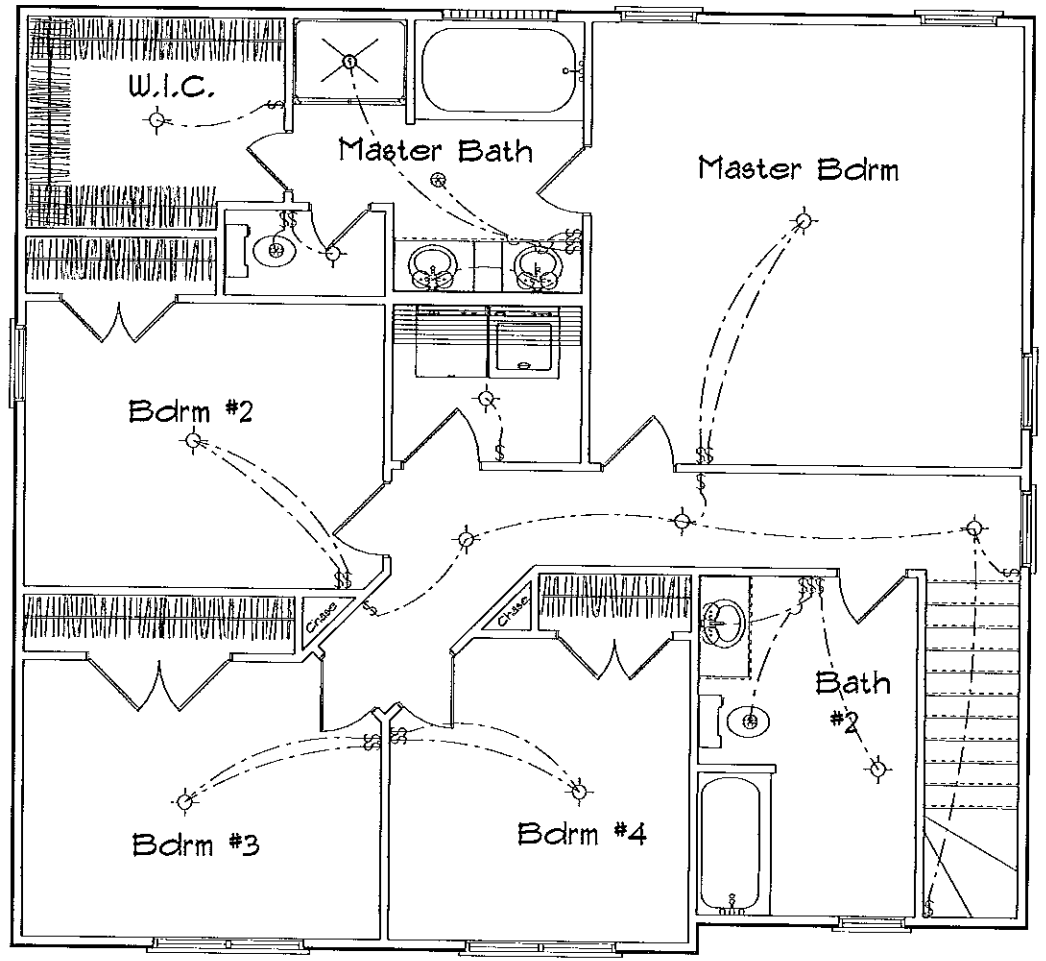 W.I.C.
Master Bath
Master Bdrm
Bdrm #2
Chase
Chase
Bath
#2
Bdrm #3
Bdrm #4